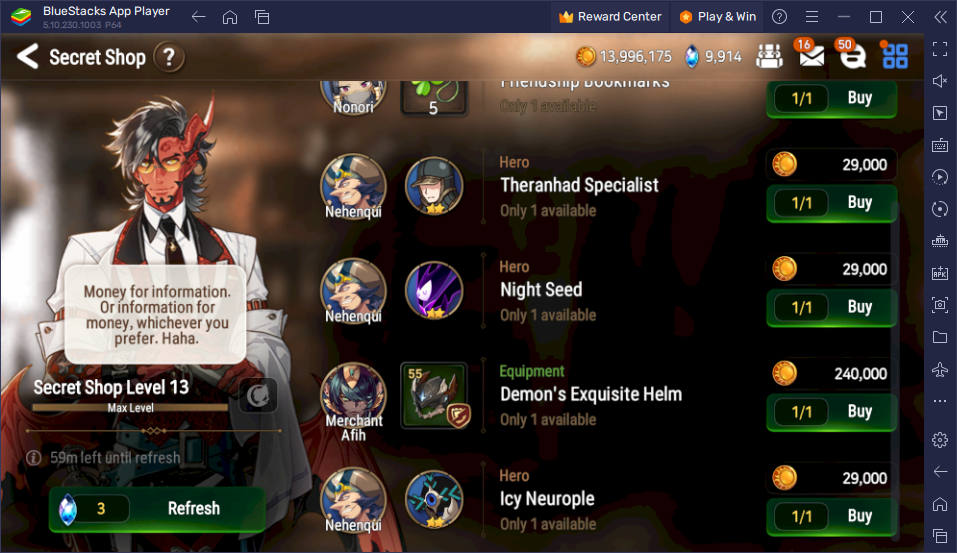 BlueStacks App Player
5.10.230.1003 P64
Reward Center
Play & Win
Secret Shop
?
13,996,175
9,914
16
50
Nonori
5
Friendship Bookmarks
Only 1 available
1/1
Buy
Nehenqui
Hero
Theranhad Specialist
Only 1 available
29,000
1/1
Buy
Nehenqui
Hero
Night Seed
Only 1 available
29,000
1/1
Buy
Merchant
Afih
55
Equipment
Demon's Exquisite Helm
Only 1 available
240,000
1/1
Buy
Nehenqui
Hero
Icy Neurople
Only 1 available
29,000
1/1
Buy
Money for information.
Or information for
money, whichever you
prefer. Haha.
Secret Shop Level 13
Max Level
59m left until refresh
3
Refresh